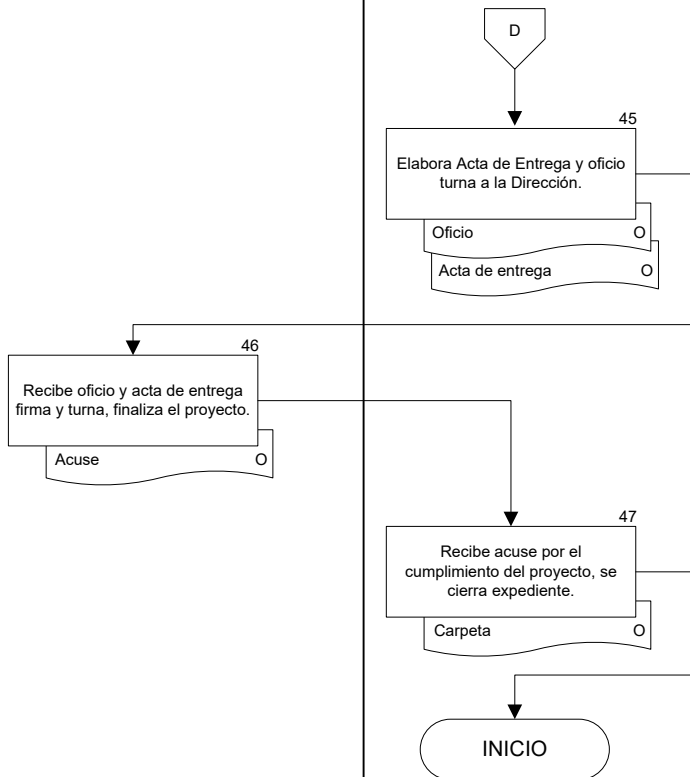 D
45
Elabora Acta de Entrega y oficio
turna a la Dirección.
Oficio O
Acta de entrega O
46
Recibe oficio y acta de entrega
firma y turna, finaliza el proyecto.
Acuse O
47
Recibe acuse por el
cumplimiento del proyecto, se
cierra expediente.
Carpeta O
INICIO